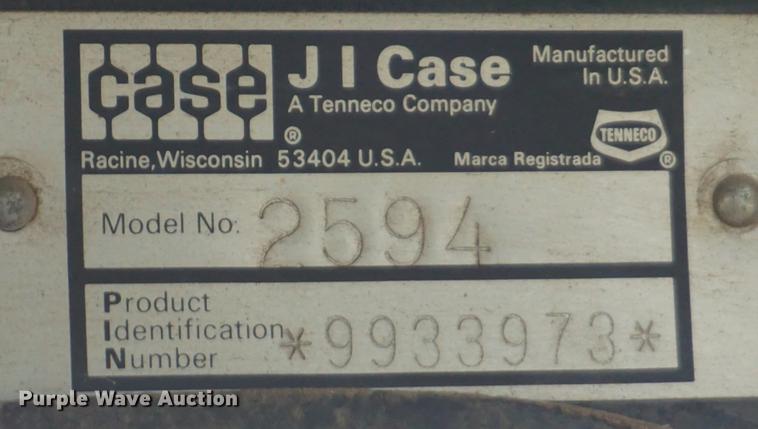 case ®
J I Case
A Tenneco Company
Manufactured
In U.S.A.
TENNECO ®
Racine, Wisconsin 53404 U.S.A. Marca Registrada
Model No: 2594
Product
Identification
Number
*9933973*
Purple Wave Auction